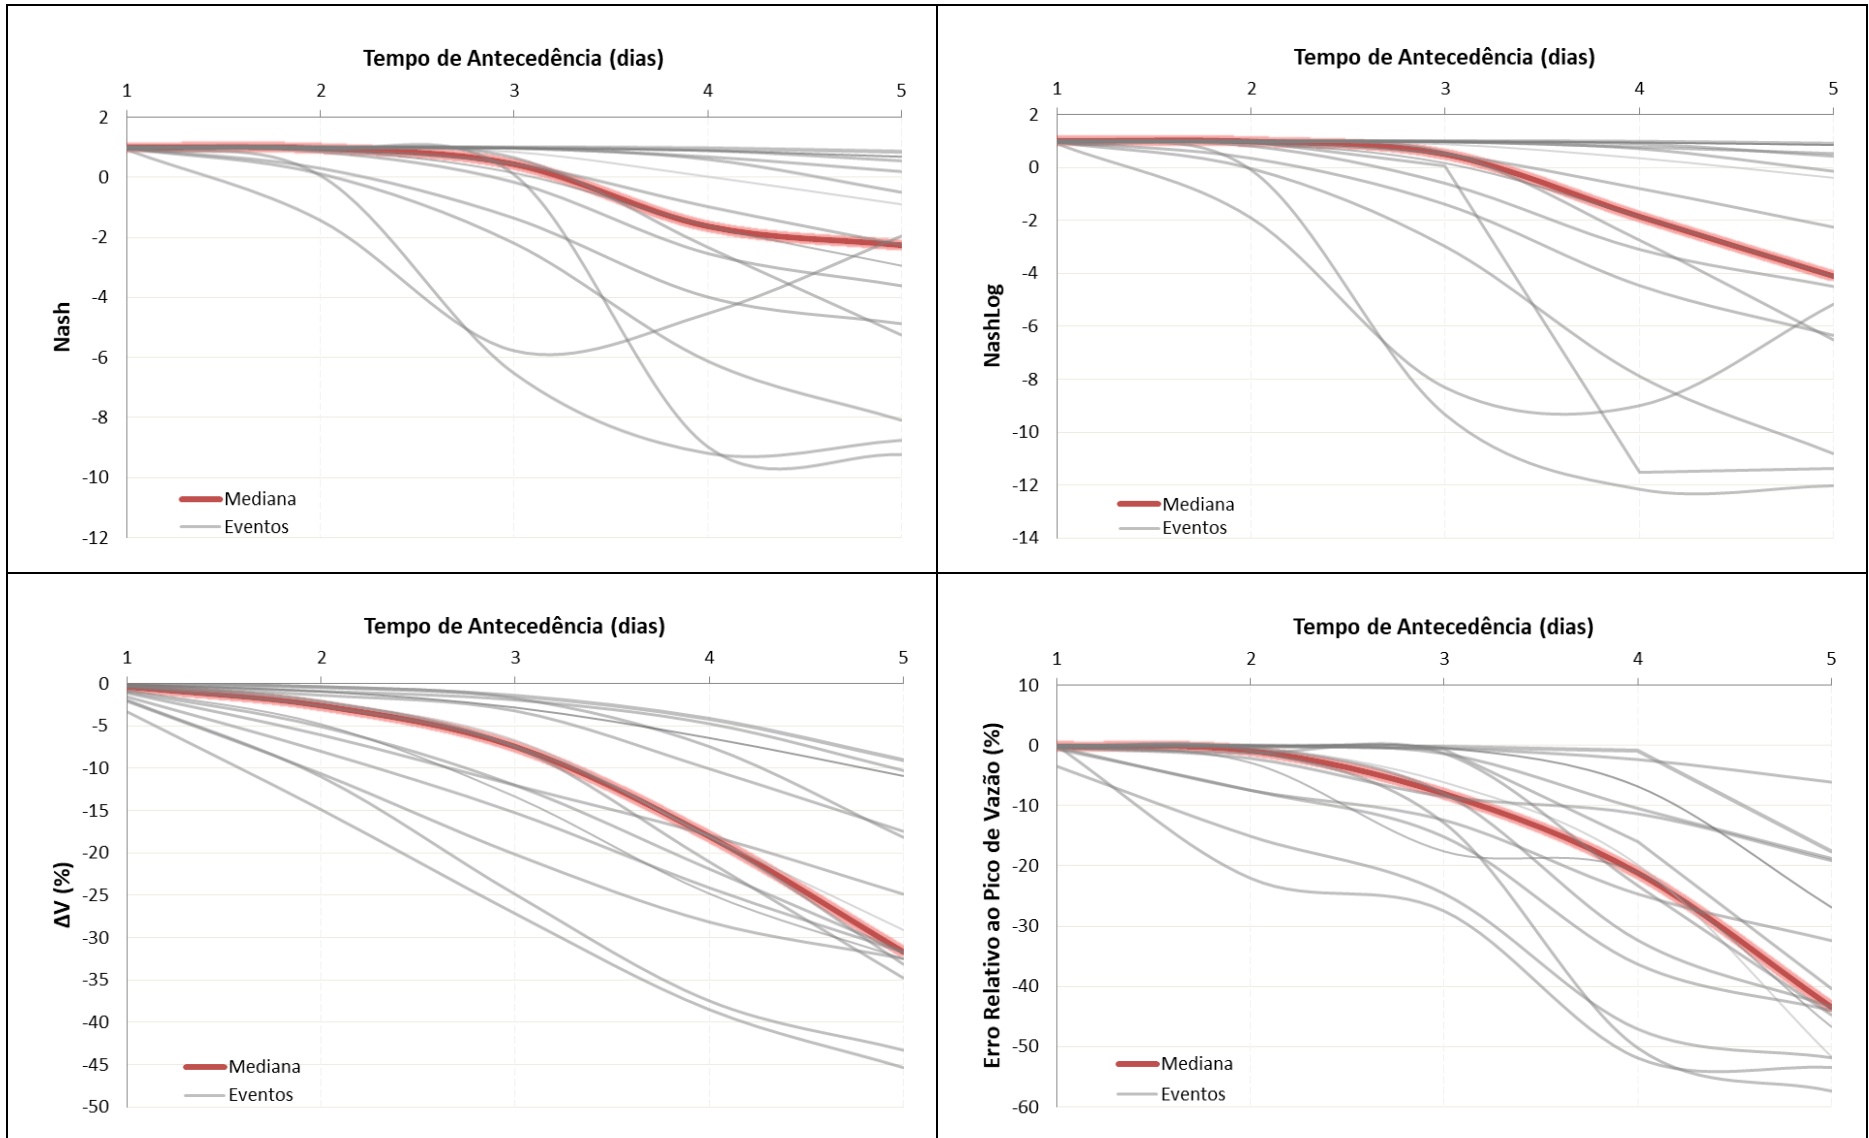 Tempo de Antecedência (dias)
1 2 3 4 5
2
0
-2
-4
-6
-8
-10
-12
Nash
Mediana
Eventos
Tempo de Antecedência (dias)
1 2 3 4 5
2
0
-2
-4
-6
-8
-10
-12
-14
NashLog
Mediana
Eventos
Tempo de Antecedência (dias)
1 2 3 4 5
0
-5
-10
-15
-20
-25
-30
-35
-40
-45
-50
ΔV (%)
Mediana
Eventos
Tempo de Antecedência (dias)
1 2 3 4 5
10
0
-10
-20
-30
-40
-50
-60
Erro Relativo ao Pico de Vazão (%)
Mediana
Eventos